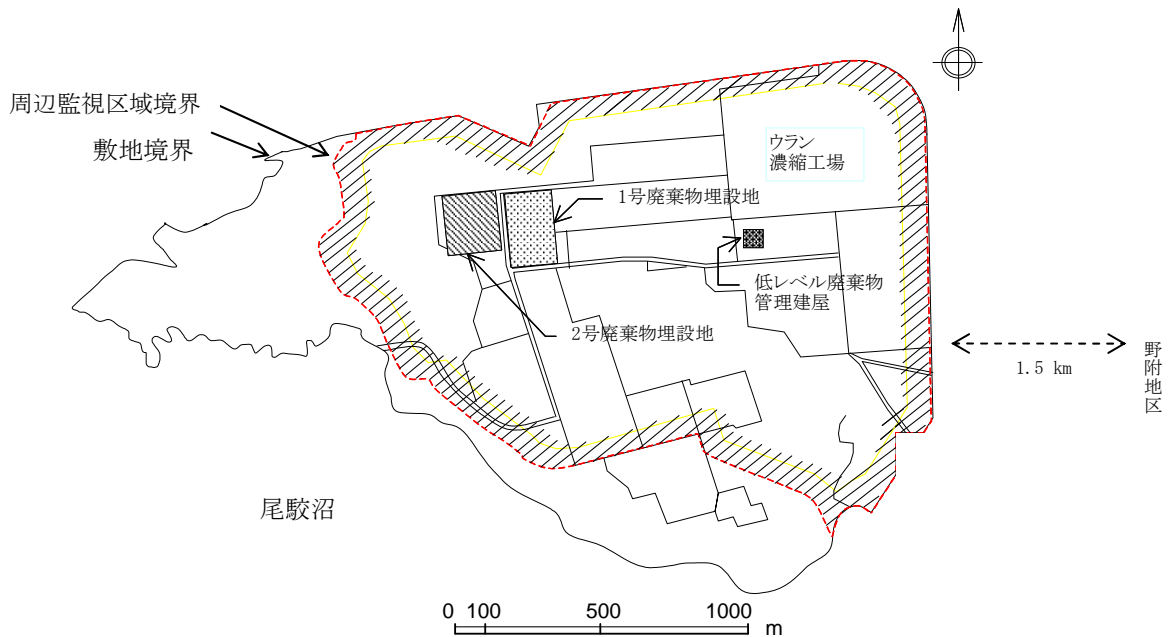 周辺監視区域境界
敷地境界
ウラン
濃縮工場
1号廃棄物埋設地
低レベル廃棄物
管理建屋
2号廃棄物埋設地
1.5 km
野附地区
尾駮沼
0 100 500 1000
m